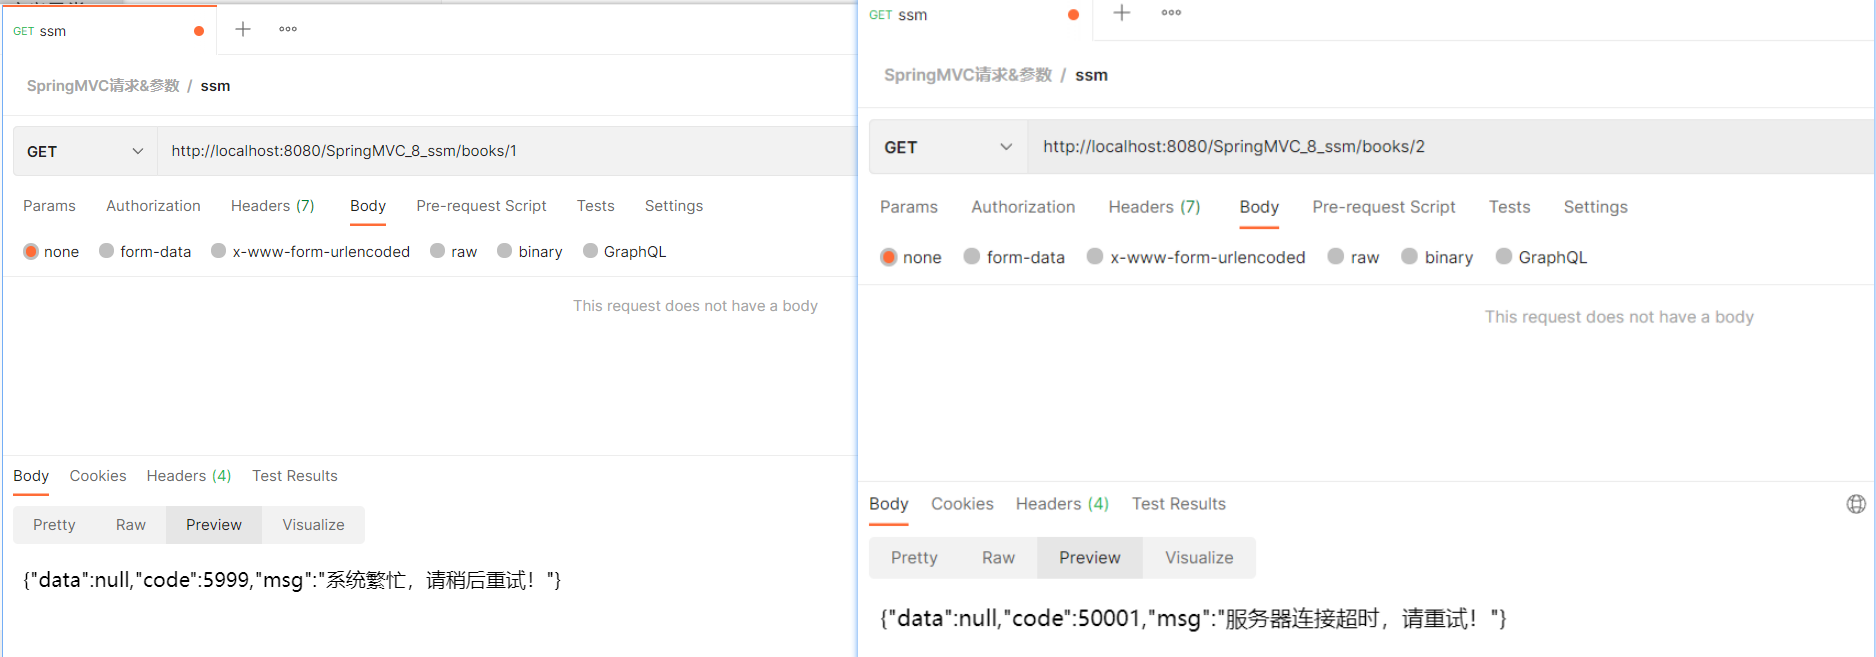 GET ssm
SpringMVC请求&参数 / ssm
GET http://localhost:8080/SpringMVC_8_ssm/books/1
Params Authorization Headers (7) Body Pre-request Script Tests Settings
none form-data x-www-form-urlencoded raw binary GraphQL
This request does not have a body
Body Cookies Headers (4) Test Results
Pretty Raw Preview Visualize
{"data":null,"code":5999,"msg":"系统繁忙，请稍后重试！"}
GET ssm
SpringMVC请求&参数 / ssm
GET http://localhost:8080/SpringMVC_8_ssm/books/2
Params Authorization Headers (7) Body Pre-request Script Tests Settings
none form-data x-www-form-urlencoded raw binary GraphQL
This request does not have a body
Body Cookies Headers (4) Test Results
Pretty Raw Preview Visualize
{"data":null,"code":50001,"msg":"服务器连接超时，请重试！"}